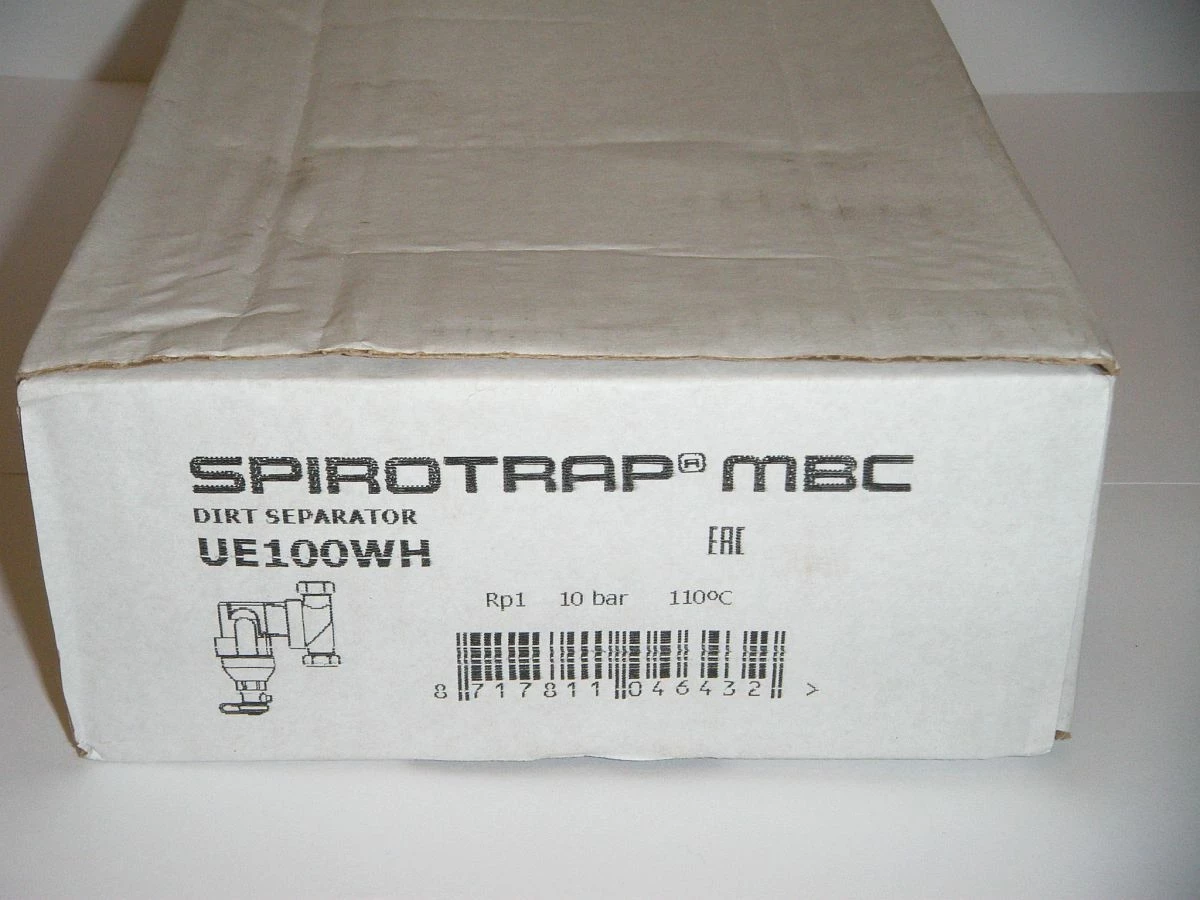 SPIROTRAP® MBC
DIRT SEPARATOR
UE100WH
EAC
Rp1 10 bar 110ºC
8 717811 046432 >